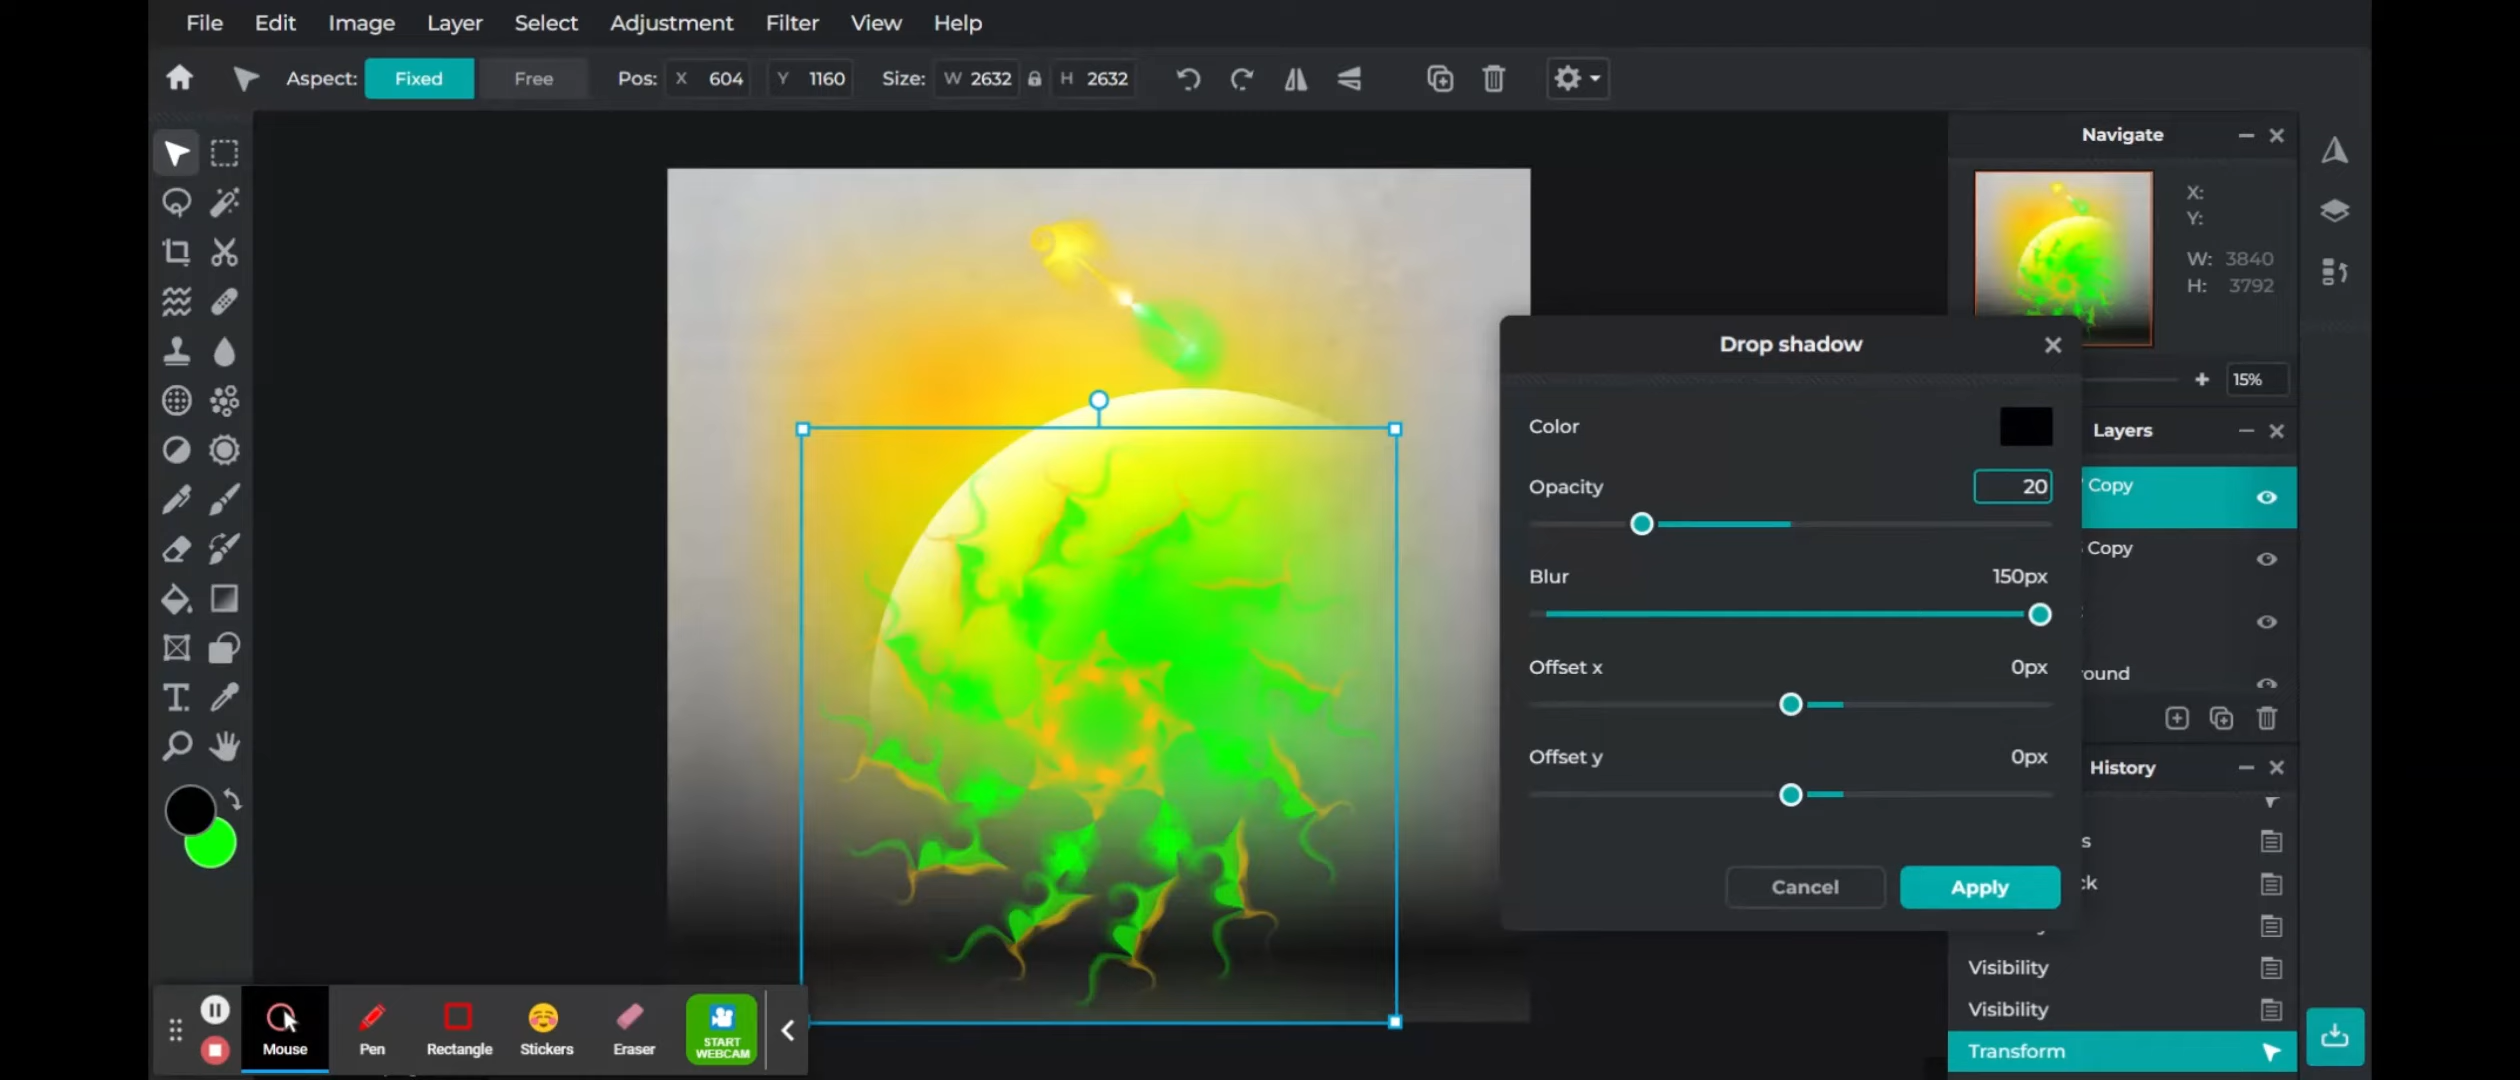 File Edit Image Layer Select Adjustment Filter View Help
Aspect: Fixed Free Pos: X 604 Y 1160 Size: W 2632 H 2632
Navigate
X:
Y:
W: 3840
H: 3792
15%
Drop shadow
Color
Opacity 20
Blur 150px
Offset x 0px
Offset y 0px
Cancel Apply
Layers
Copy
Copy
ound
History
s
ck
Visibility
Visibility
Transform
Mouse Pen Rectangle Stickers Eraser START
WEBCAM